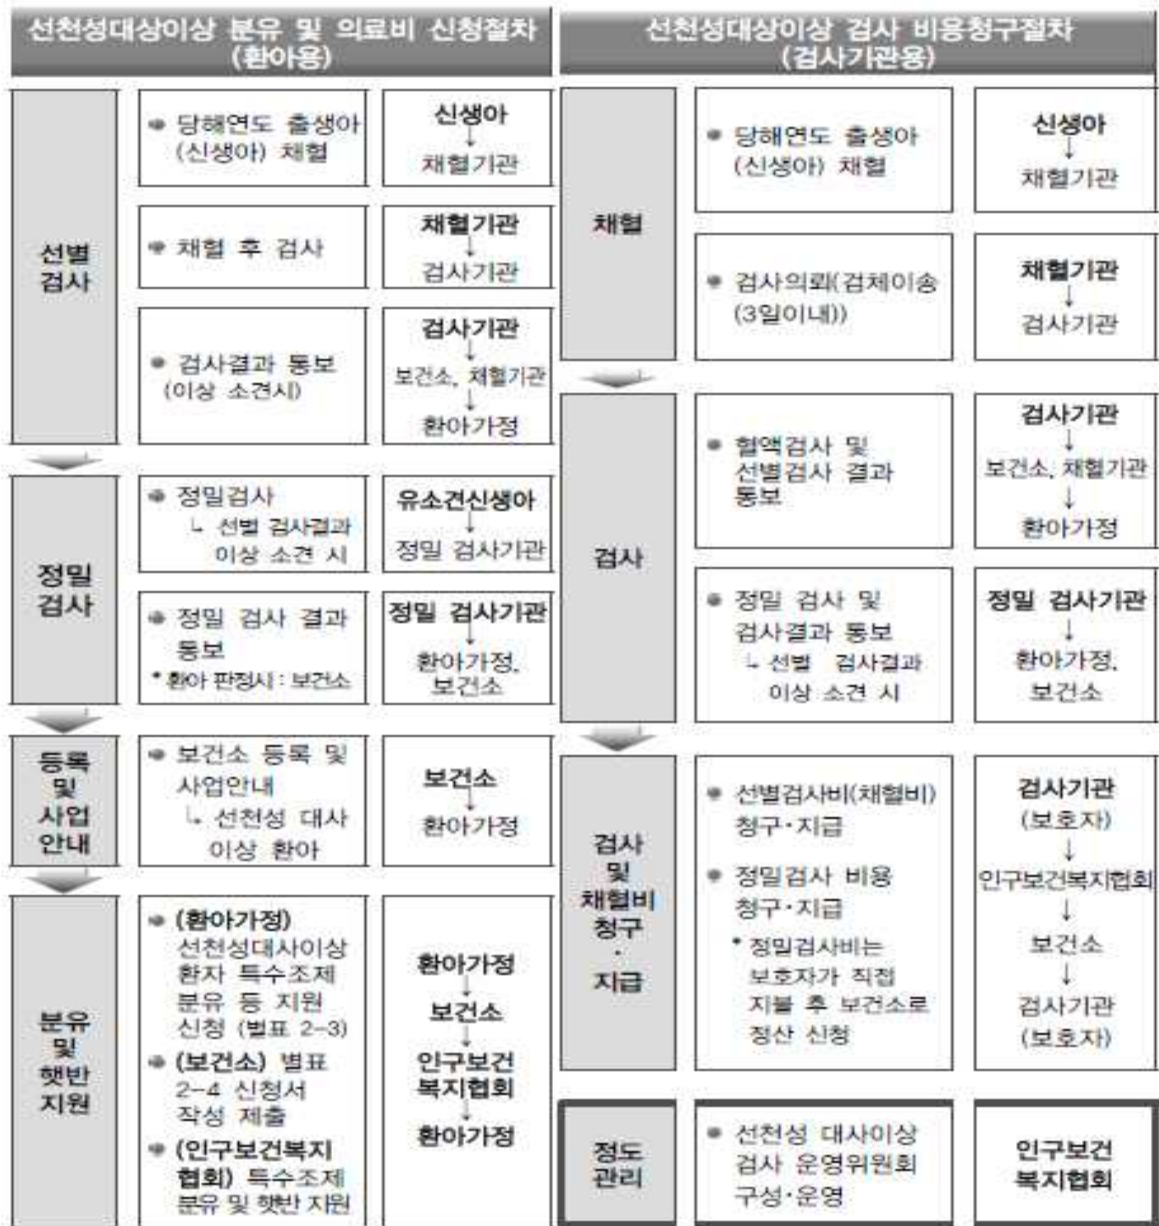 선천성대상이상 분유 및 의료비 신청절차
(환아용)
선별
검사
● 당해연도 출생아
(신생아) 채혈
신생아
↓
채혈기관
● 채혈 후 검사
채혈기관
↓
검사기관
● 검사결과 통보
(이상 소견시)
검사기관
↓
보건소, 채혈기관
↓
환아가정
정밀
검사
● 정밀검사
↳ 선별 검사결과
이상 소견 시
유소견신생아
↓
정밀 검사기관
● 정밀 검사 결과
통보
* 환아 판정시 : 보건소
정밀 검사기관
↓
환아가정,
보건소
등록
및
사업
안내
● 보건소 등록 및
사업안내
↳ 선천성 대사
이상 환아
보건소
↓
환아가정
분유
및
햇반
지원
● (환아가정)
선천성대사이상
환자 특수조제
분유 등 지원
신청 (별표 2-3)
● (보건소) 별표
2-4 신청서
작성 제출
● (인구보건복지
협회) 특수조제
분유 및 햇반 지원
환아가정
↓
보건소
↓
인구보건
복지협회
↓
환아가정
선천성대상이상 검사 비용청구절차
(검사기관용)
채혈
● 당해연도 출생아
(신생아) 채혈
신생아
↓
채혈기관
● 검사의뢰(검체이송
(3일이내))
채혈기관
↓
검사기관
검사
● 혈액검사 및
선별검사 결과
통보
검사기관
↓
보건소, 채혈기관
↓
환아가정
● 정밀 검사 및
검사결과 통보
↳ 선별 검사결과
이상 소견 시
정밀 검사기관
↓
환아가정,
보건소
검사
및
채혈비
청구
·
지급
● 선별검사비(채혈비)
청구·지급
● 정밀검사 비용
청구·지급
* 정밀검사비는
보호자가 직접
지불 후 보건소로
정산 신청
검사기관
(보호자)
↓
인구보건복지협회
↓
보건소
↓
검사기관
(보호자)
정도
관리
● 선천성 대사이상
검사 운영위원회
구성·운영
인구보건
복지협회